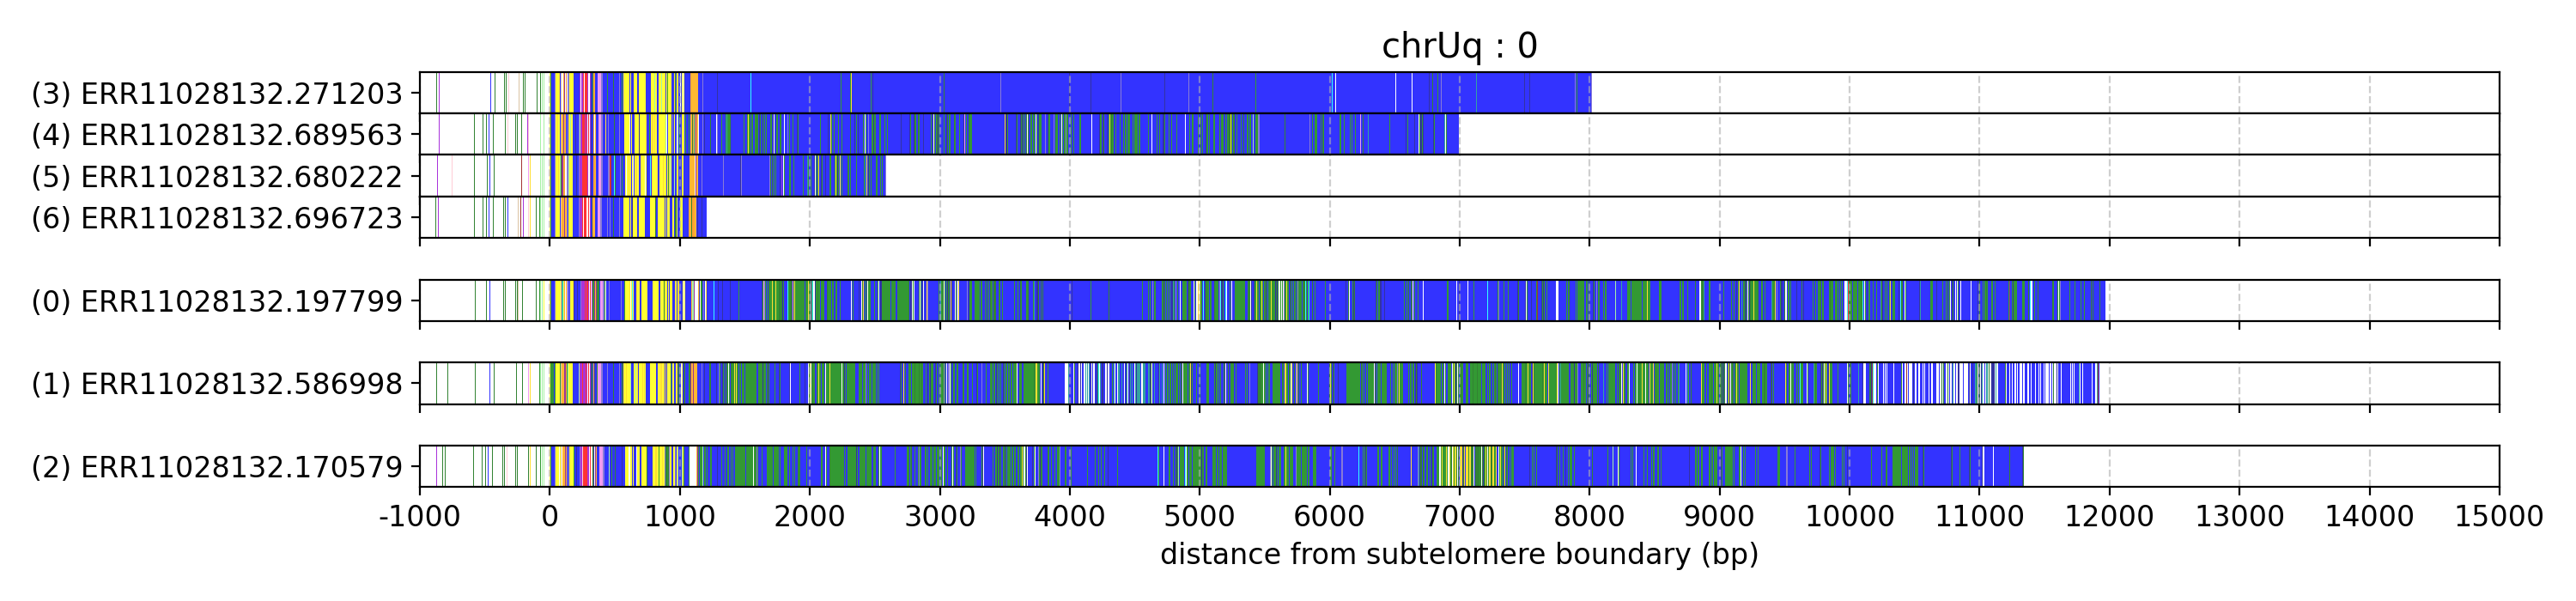 chrUq : 0
(3) ERR11028132.271203
(4) ERR11028132.689563
(5) ERR11028132.680222
(6) ERR11028132.696723
(0) ERR11028132.197799
(1) ERR11028132.586998
(2) ERR11028132.170579
-1000 0 1000 2000 3000 4000 5000 6000 7000 8000 9000 10000 11000 12000 13000 14000 15000
distance from subtelomere boundary (bp)